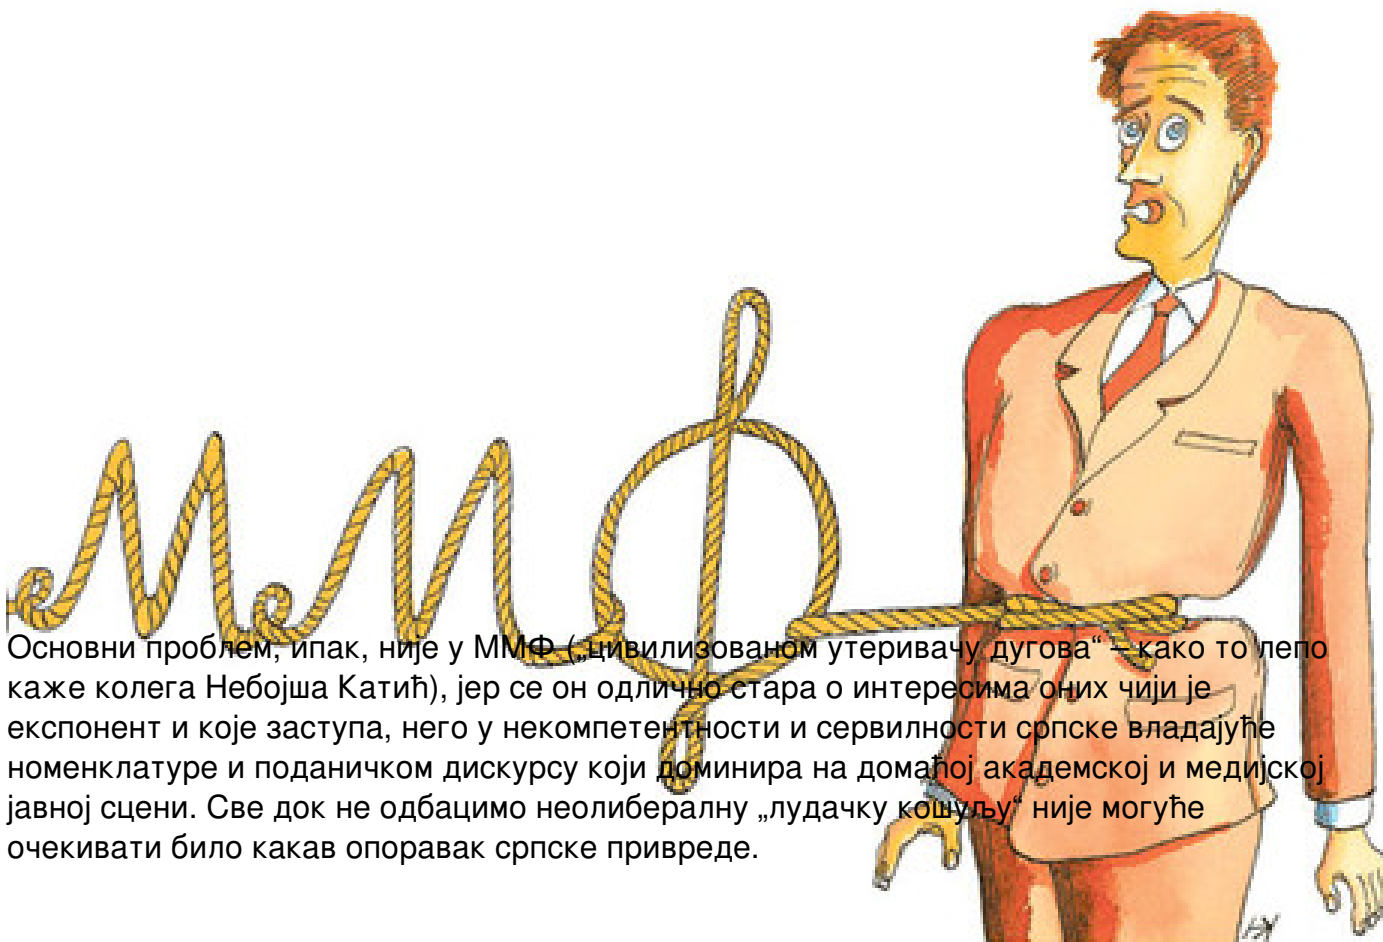 ММФ
Основни проблем, ипак, није у ММФ („цивилизованом утеривачу дугова“ – како то лепо
каже колега Небојша Катић), јер се он одлично стара о интересима оних чији је
експонент и које заступа, него у некомпетентности и сервилности српске владајуће
номенклатуре и поданичком дискурсу који доминира на домаћој академској и медијској
јавној сцени. Све док не одбацимо неолибералну „лудачку кошуљу“ није могуће
очекивати било какав опоравак српске привреде.